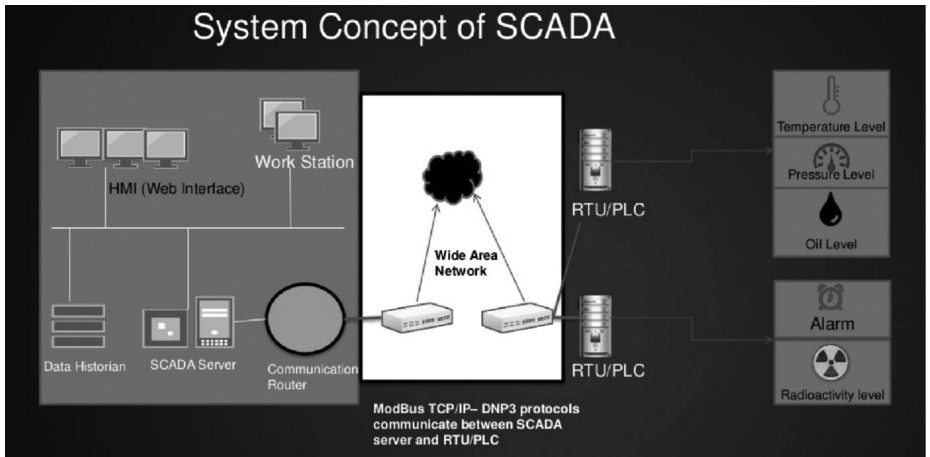 System Concept of SCADA
HMI (Web Interface)
Work Station
Data Historian
SCADA Server
Communication
Router
Wide Area
Network
RTU/PLC
RTU/PLC
Temperature Level
Pressure Level
Oil Level
Alarm
Radioactivity level
ModBus TCP/IP– DNP3 protocols
communicate between SCADA
server and RTU/PLC